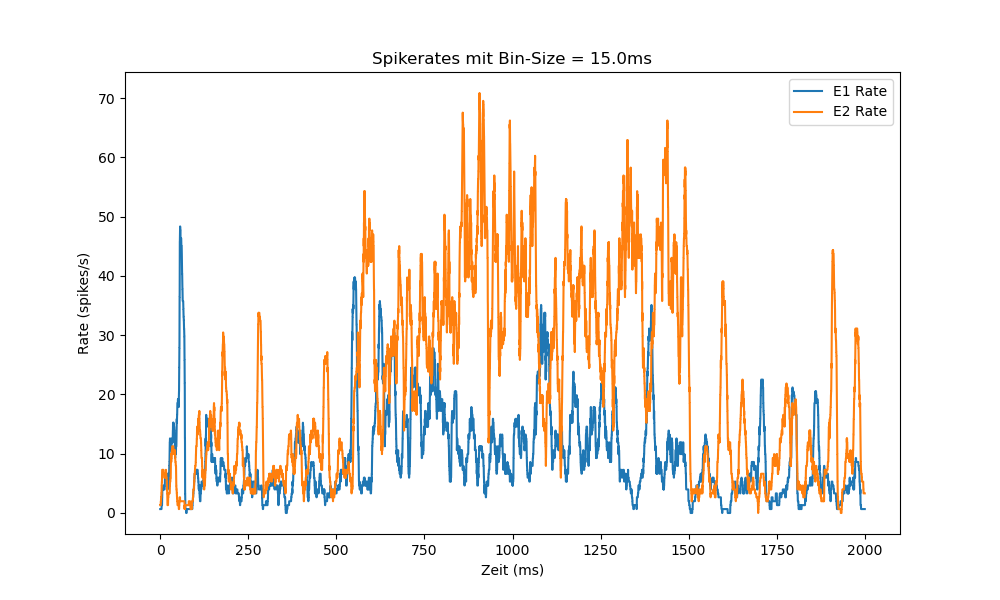 Spikerates mit Bin-Size = 15.0ms
E1 Rate
E2 Rate
Rate (spikes/s)
70
60
50
40
30
20
10
0
0 250 500 750 1000 1250 1500 1750 2000
Zeit (ms)